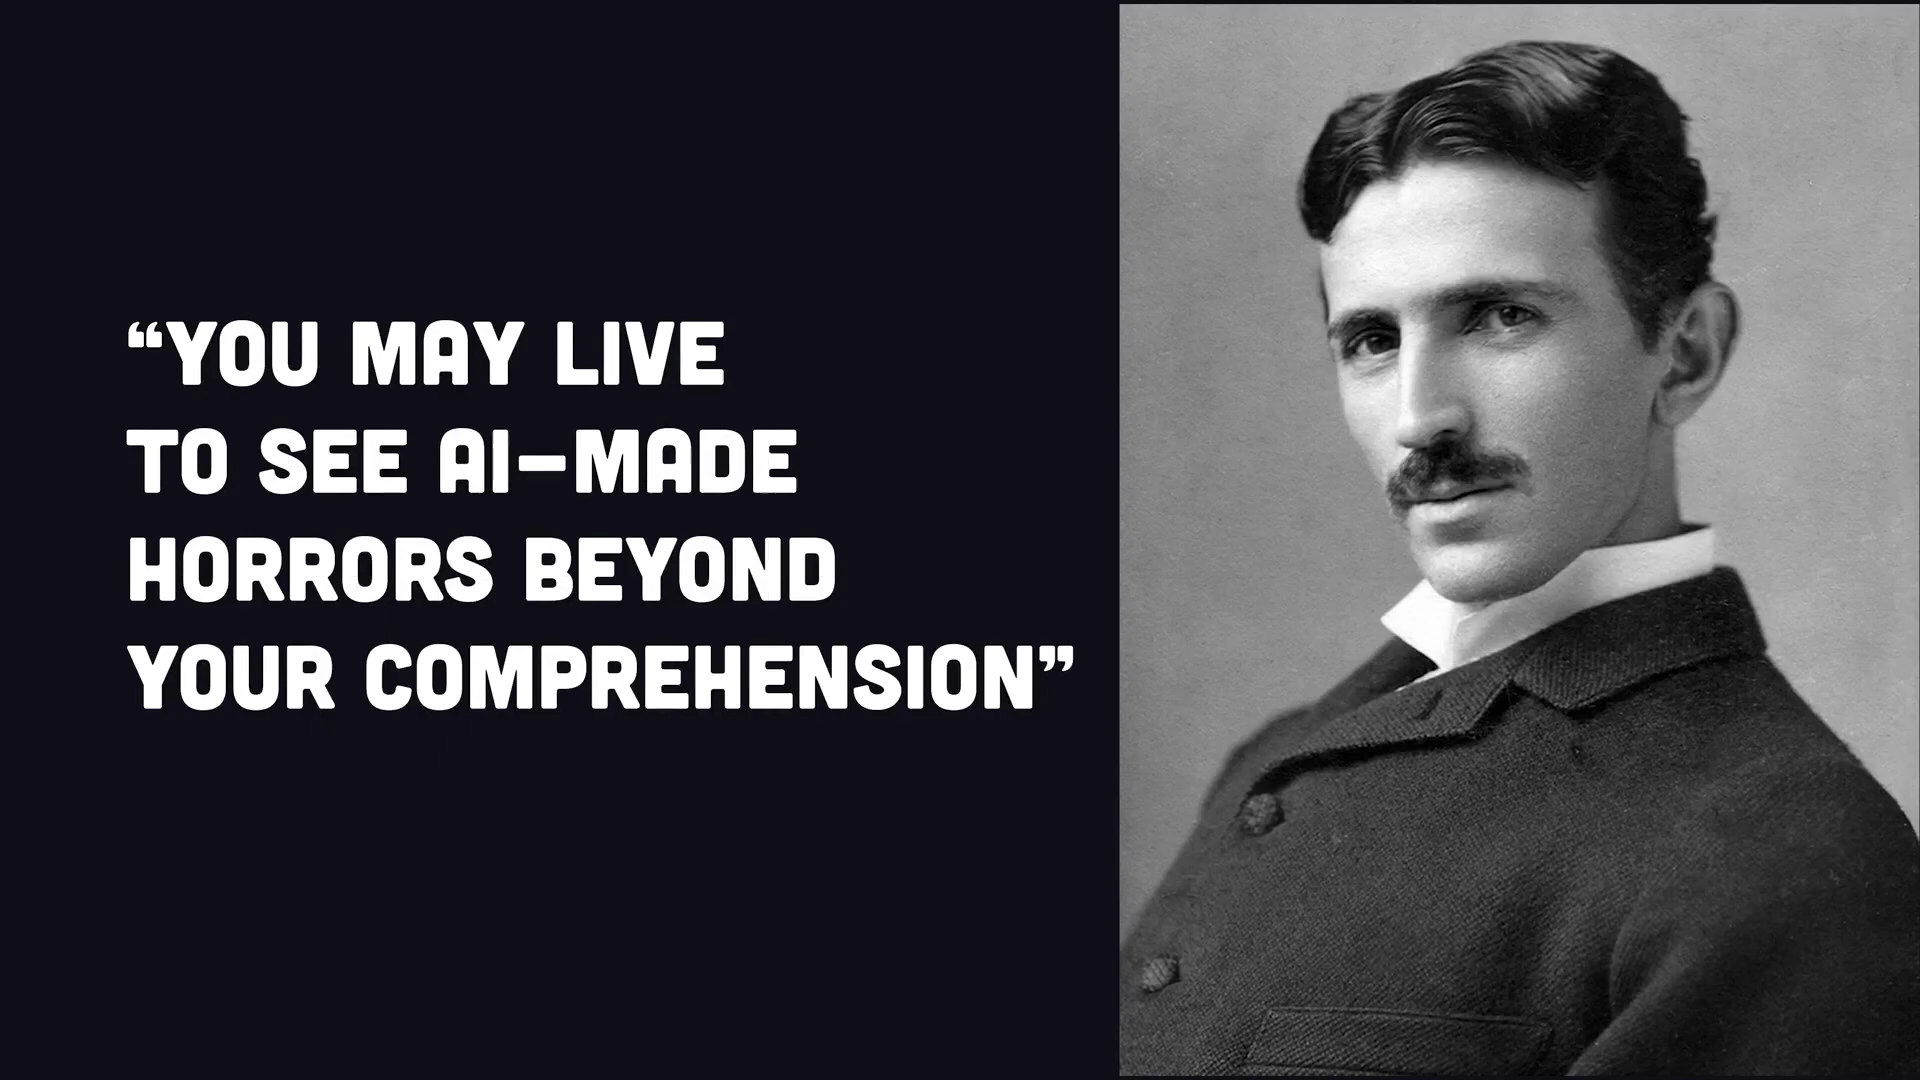 “YOU MAY LIVE
TO SEE AI–MADE
HORRORS BEYOND
YOUR COMPREHENSION”